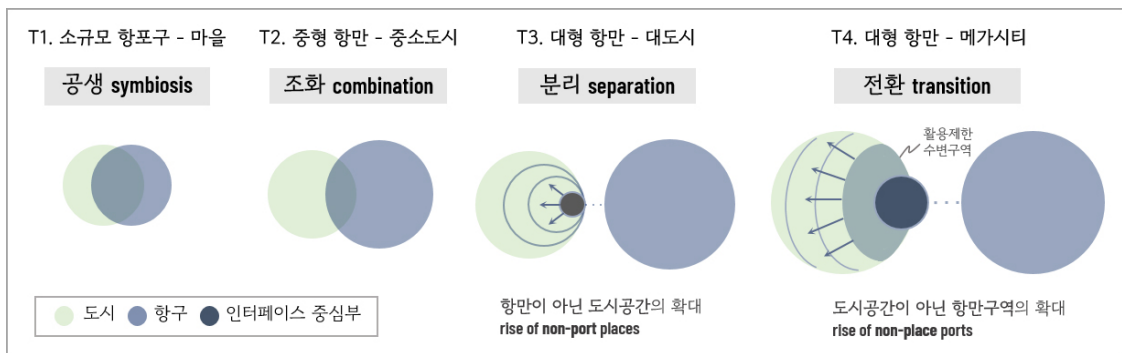 T1. 소규모 항포구 - 마을
공생 symbiosis
T2. 중형 항만 - 중소도시
조화 combination
T3. 대형 항만 - 대도시
분리 separation
T4. 대형 항만 - 메가시티
전환 transition
활용제한
수변구역
도시
항구
인터페이스 중심부
항만이 아닌 도시공간의 확대
rise of non-port places
도시공간이 아닌 항만구역의 확대
rise of non-place ports